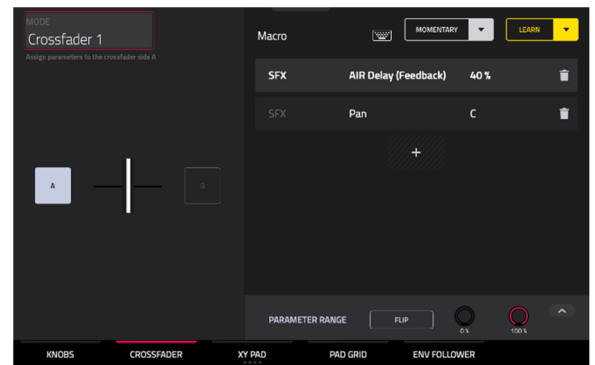 MODE
Crossfader 1
Assign parameters to the crossfader side A
Macro
MOMENTARY
LEARN
SFX AIR Delay (Feedback) 40 %
SFX Pan C
+
A
PARAMETER RANGE FLIP
0 % 100 %
KNOBS CROSSFADER XY PAD PAD GRID ENV FOLLOWER